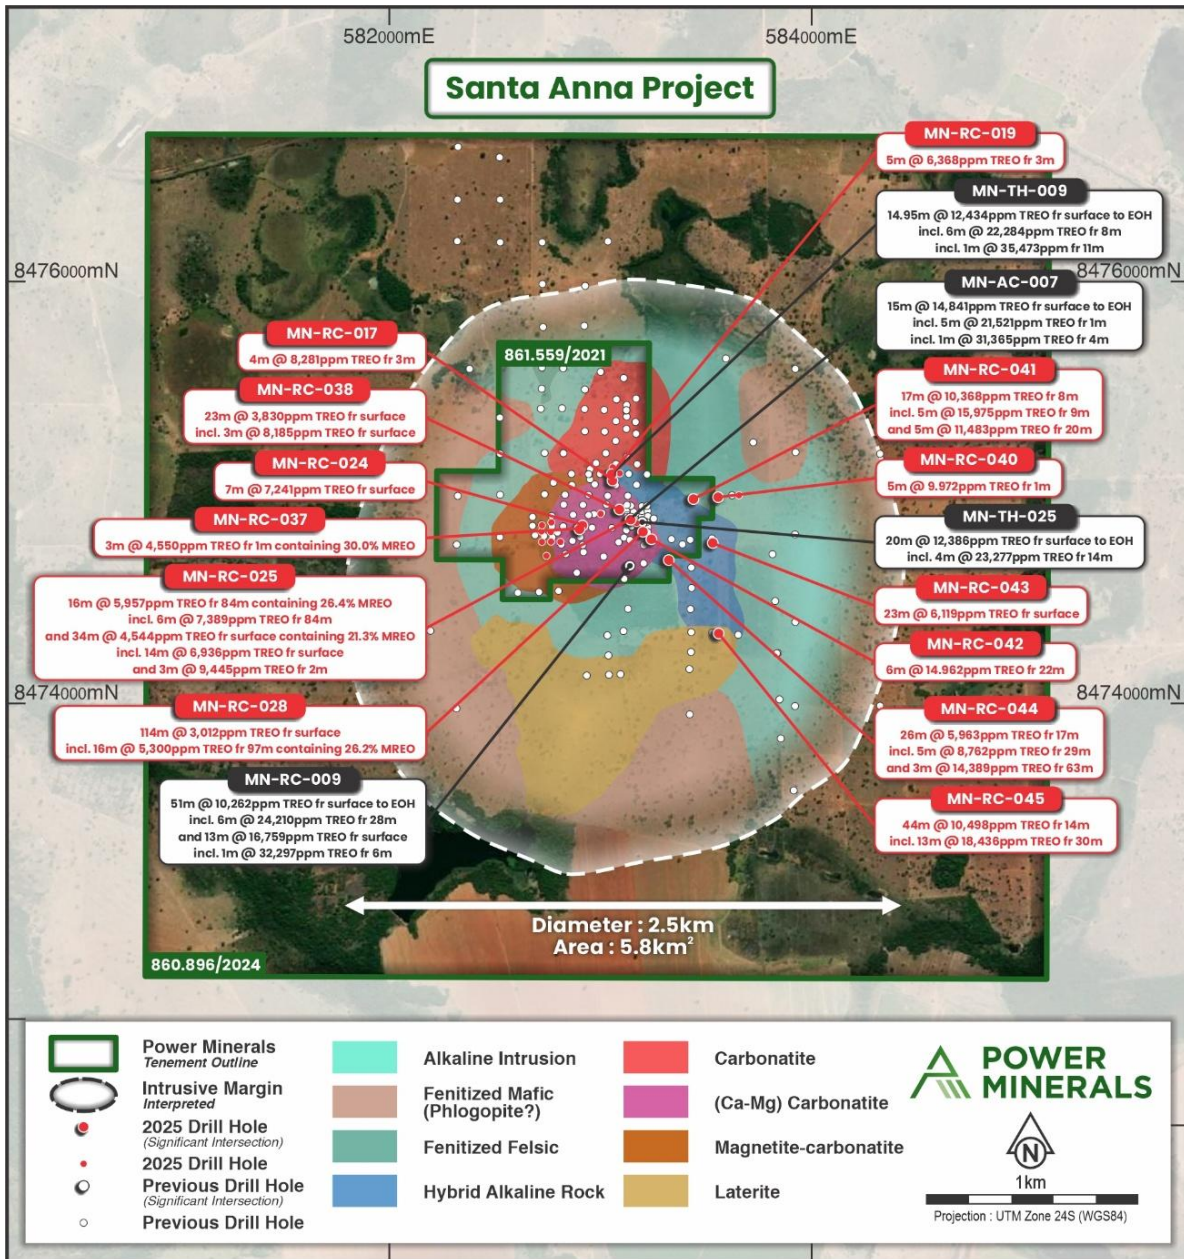 582000mE
584000mE
Santa Anna Project
8476000mN
8476000mN
8474000mN
8474000mN
MN-RC-019
5m @ 6,368ppm TREO fr 3m
MN-TH-009
14.95m @ 12,434ppm TREO fr surface to EOH
incl. 6m @ 22,284ppm TREO fr 8m
incl. 1m @ 35,473ppm fr 11m
MN-AC-007
15m @ 14,841ppm TREO fr surface to EOH
incl. 5m @ 21,521ppm TREO fr 1m
incl. 1m @ 31,365ppm TREO fr 4m
MN-RC-041
17m @ 10,368ppm TREO fr 8m
incl. 5m @ 15,975ppm TREO fr 9m
and 5m @ 11,483ppm TREO fr 20m
MN-RC-040
5m @ 9.972ppm TREO fr 1m
MN-TH-025
20m @ 12,386ppm TREO fr surface to EOH
incl. 4m @ 23,277ppm TREO fr 14m
MN-RC-043
23m @ 6,119ppm TREO fr surface
MN-RC-042
6m @ 14.962ppm TREO fr 22m
MN-RC-044
26m @ 5,963ppm TREO fr 17m
incl. 5m @ 8,762ppm TREO fr 29m
and 3m @ 14,389ppm TREO fr 63m
MN-RC-045
44m @ 10,498ppm TREO fr 14m
incl. 13m @ 18,436ppm TREO fr 30m
MN-RC-017
4m @ 8,281ppm TREO fr 3m
MN-RC-038
23m @ 3,830ppm TREO fr surface
incl. 3m @ 8,185ppm TREO fr surface
MN-RC-024
7m @ 7,241ppm TREO fr surface
MN-RC-037
3m @ 4,550ppm TREO fr 1m containing 30.0% MREO
MN-RC-025
16m @ 5,957ppm TREO fr 84m containing 26.4% MREO
incl. 6m @ 7,389ppm TREO fr 84m
and 34m @ 4,544ppm TREO fr surface containing 21.3% MREO
incl. 14m @ 6,936ppm TREO fr surface
and 3m @ 9,445ppm TREO fr 2m
MN-RC-028
114m @ 3,012ppm TREO fr surface
incl. 16m @ 5,300ppm TREO fr 97m containing 26.2% MREO
MN-RC-009
51m @ 10,262ppm TREO fr surface to EOH
incl. 6m @ 24,210ppm TREO fr 28m
and 13m @ 16,759ppm TREO fr surface
incl. 1m @ 32,297ppm TREO fr 6m
861.559/2021
Diameter : 2.5km
Area : 5.8km²
860.896/2024
Power Minerals
Tenement Outline
Intrusive Margin
Interpreted
2025 Drill Hole
(Significant Intersection)
2025 Drill Hole
Previous Drill Hole
(Significant Intersection)
Previous Drill Hole
Alkaline Intrusion
Fenitized Mafic
(Phlogopite?)
Fenitized Felsic
Hybrid Alkaline Rock
Carbonatite
(Ca-Mg) Carbonatite
Magnetite-carbonatite
Laterite
POWER
MINERALS
N
1km
Projection : UTM Zone 24S (WGS84)